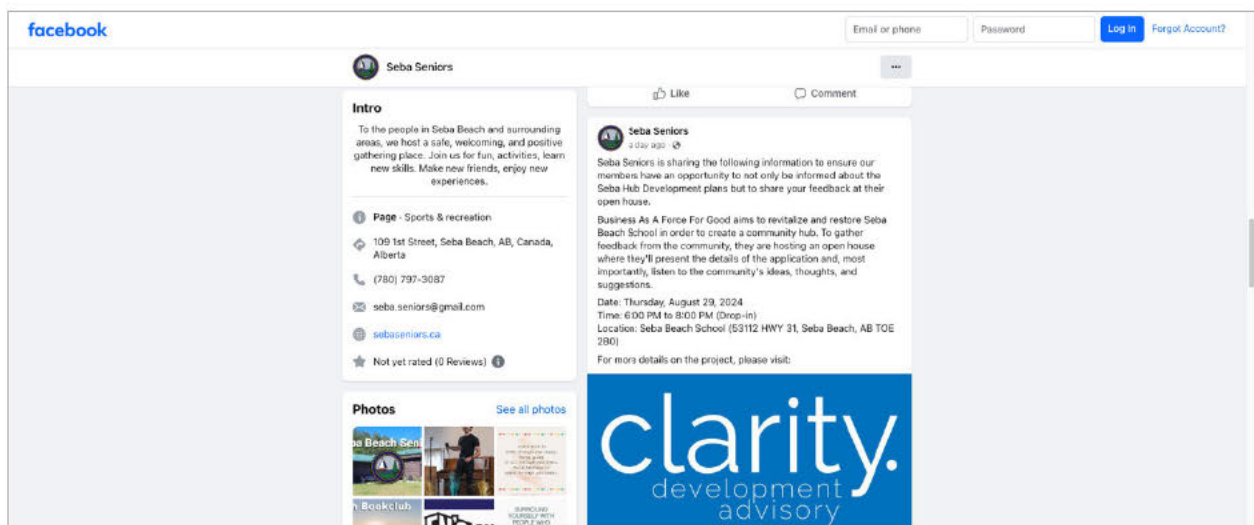 facebook
Email or phone
Password
Log In
Forgot Account?
Seba Seniors
Intro
To the people in Seba Beach and surrounding
areas, we host a safe, welcoming, and positive
gathering place. Join us for fun, activities, learn
new skills. Make new friends, enjoy new
experiences.
Page · Sports & recreation
109 1st Street, Seba Beach, AB, Canada,
Alberta
(780) 797-3087
seba.seniors@gmail.com
sebaseniors.ca
Not yet rated (0 Reviews)
Photos
See all photos
ba Beach Seni
n Bookclub
SURROUND
YOURSELF WITH
PEOPLE WHO
Like
Comment
Seba Seniors
a day ago
Seba Seniors is sharing the following information to ensure our
members have an opportunity to not only be informed about the
Seba Hub Development plans but to share your feedback at their
open house.
Business As A Force For Good aims to revitalize and restore Seba
Beach School in order to create a community hub. To gather
feedback from the community, they are hosting an open house
where they'll present the details of the application and, most
importantly, listen to the community's ideas, thoughts, and
suggestions.
Date: Thursday, August 29, 2024
Time: 6:00 PM to 8:00 PM (Drop-in)
Location: Seba Beach School (53112 HWY 31, Seba Beach, AB T0E
2B0)
For more details on the project, please visit:
clarity.
development
advisory